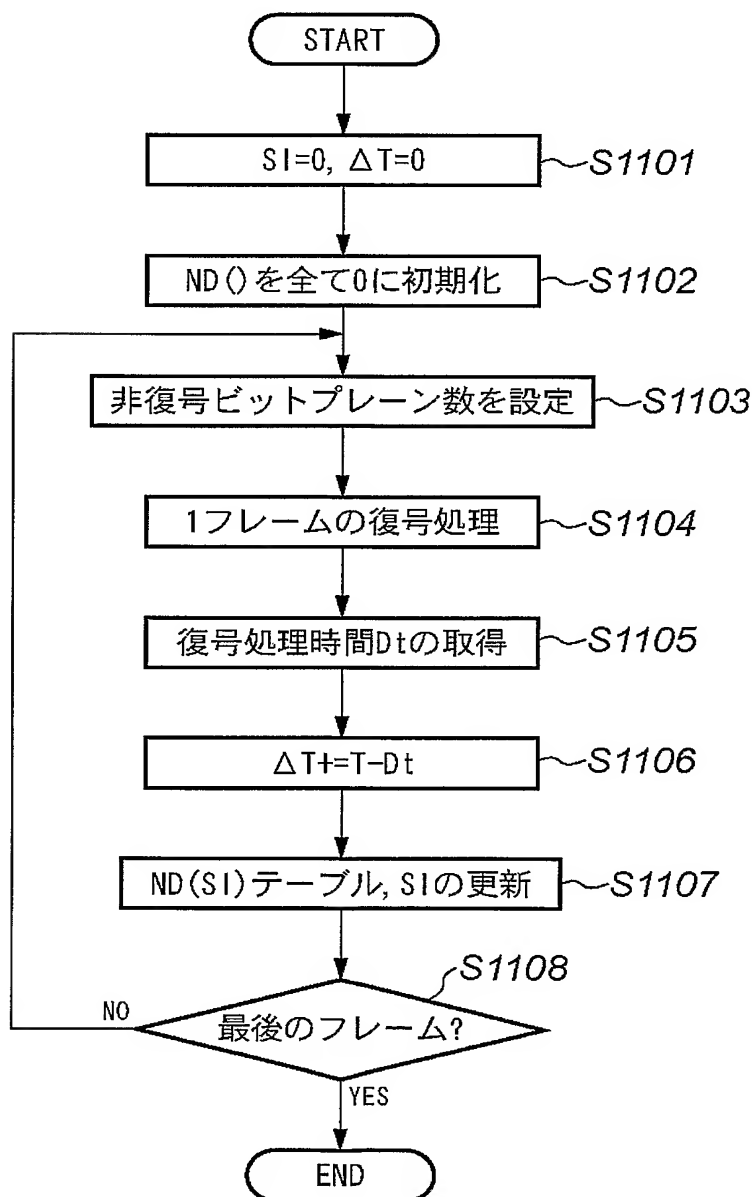 START
SI=0, △T=0
S1101
ND()を全て0に初期化
S1102
非復号ビットプレーン数を設定
S1103
1フレームの復号処理
S1104
復号処理時間Dtの取得
S1105
△T+=T-Dt
S1106
ND(SI)テーブル, SIの更新
S1107
S1108
NO
最後のフレーム?
YES
END